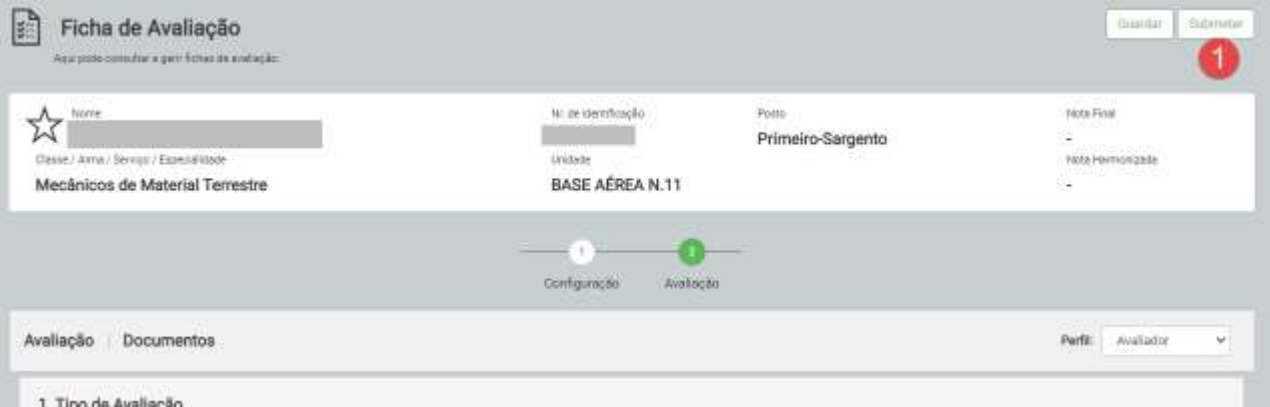 Ficha de Avaliação
Guardar Submeter
Aqui pode consultar e gerir fichas de avaliação.
1
Nome Nr. de identificação Posto Nota Final
Primeiro-Sargento -
Classe / Arma / Serviço / Especialidade Unidade Nota Harmonizada
Mecânicos de Material Terrestre BASE AÉREA N.11 -
1 2
Configuração Avaliação
Avaliação | Documentos Perfil: Avaliador
1. Tipo de Avaliação